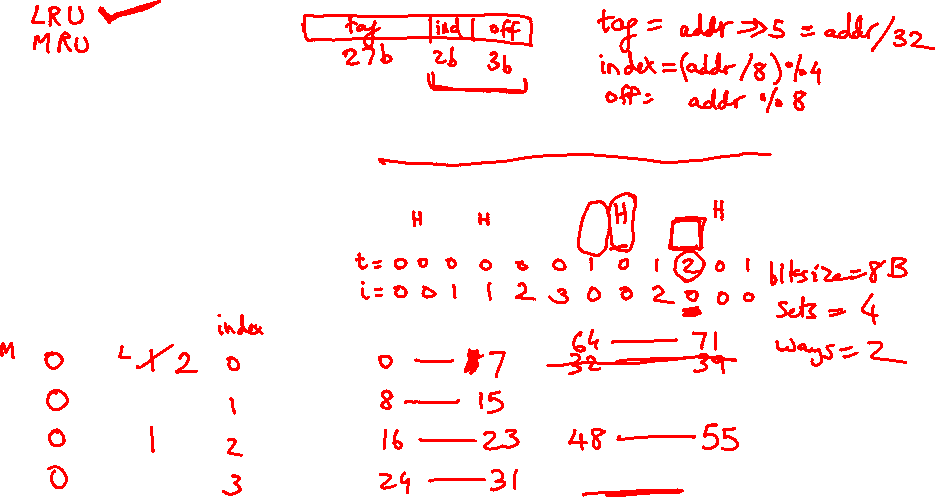 LRU ✓
MRU
tag ind off
27b 2b 3b
tag = addr >> 5 = addr/32
index = (addr/8) % 4
off = addr % 8
H H H H
t = 0 0 0 0 0 0 1 0 1 2 0 1
i = 0 0 1 1 2 3 0 0 2 0 0 0
blksize = 8B
sets = 4
ways = 2
index
M 0 L 1 2 0 0 — 7 64 — 71
32 — 39
0 1 8 — 15
0 1 2 16 — 23 48 — 55
0 3 24 — 31